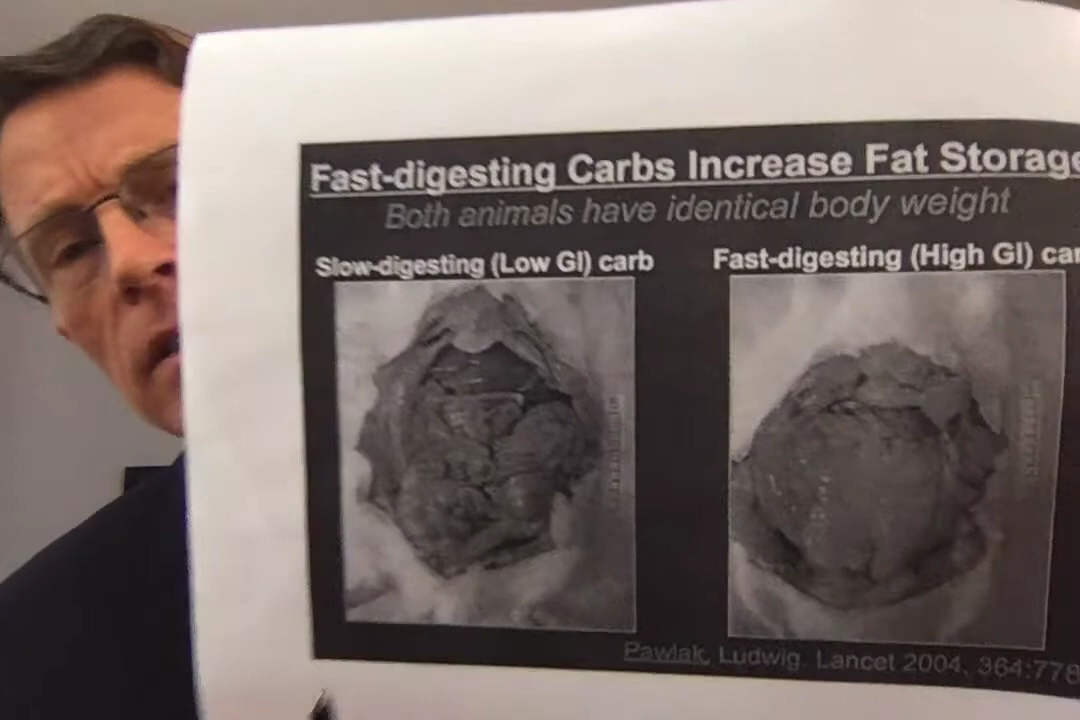 Fast-digesting Carbs Increase Fat Storage
Both animals have identical body weight
Slow-digesting (Low GI) carb
Fast-digesting (High GI) car
Pawlak, Ludwig. Lancet 2004, 364:778